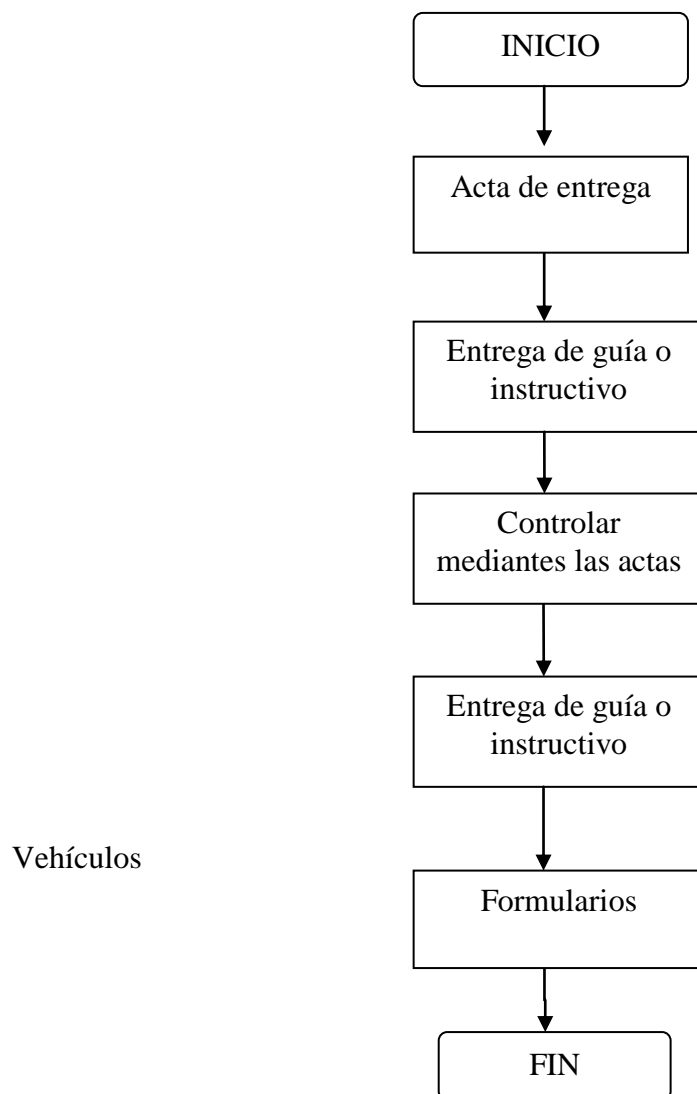 INICIO
Acta de entrega
Entrega de guía o
instructivo
Controlar
mediantes las actas
Entrega de guía o
instructivo
Vehículos
Formularios
FIN